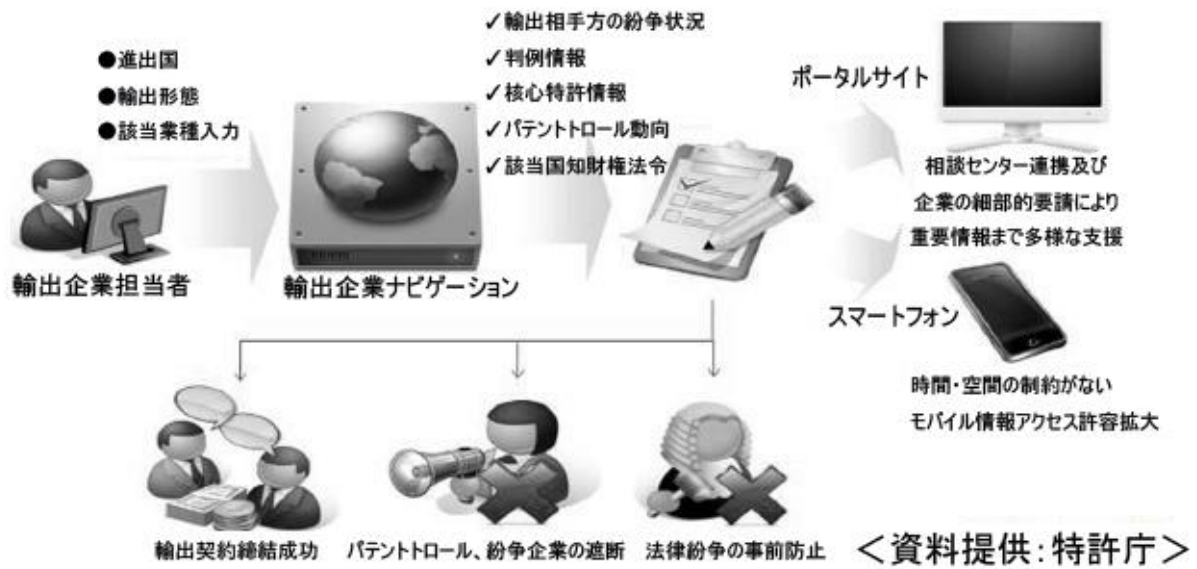 ●進出国
●輸出形態
●該当業種入力
輸出企業担当者
輸出企業ナビゲーション
✓輸出相手方の紛争状況
✓判例情報
✓核心特許情報
✓パテントトロール動向
✓該当国知財権法令
ポータルサイト
相談センター連携及び
企業の細部的要請により
重要情報まで多様な支援
スマートフォン
時間・空間の制約がない
モバイル情報アクセス許容拡大
輸出契約締結成功
パテントトロール、紛争企業の遮断
法律紛争の事前防止
＜資料提供:特許庁＞